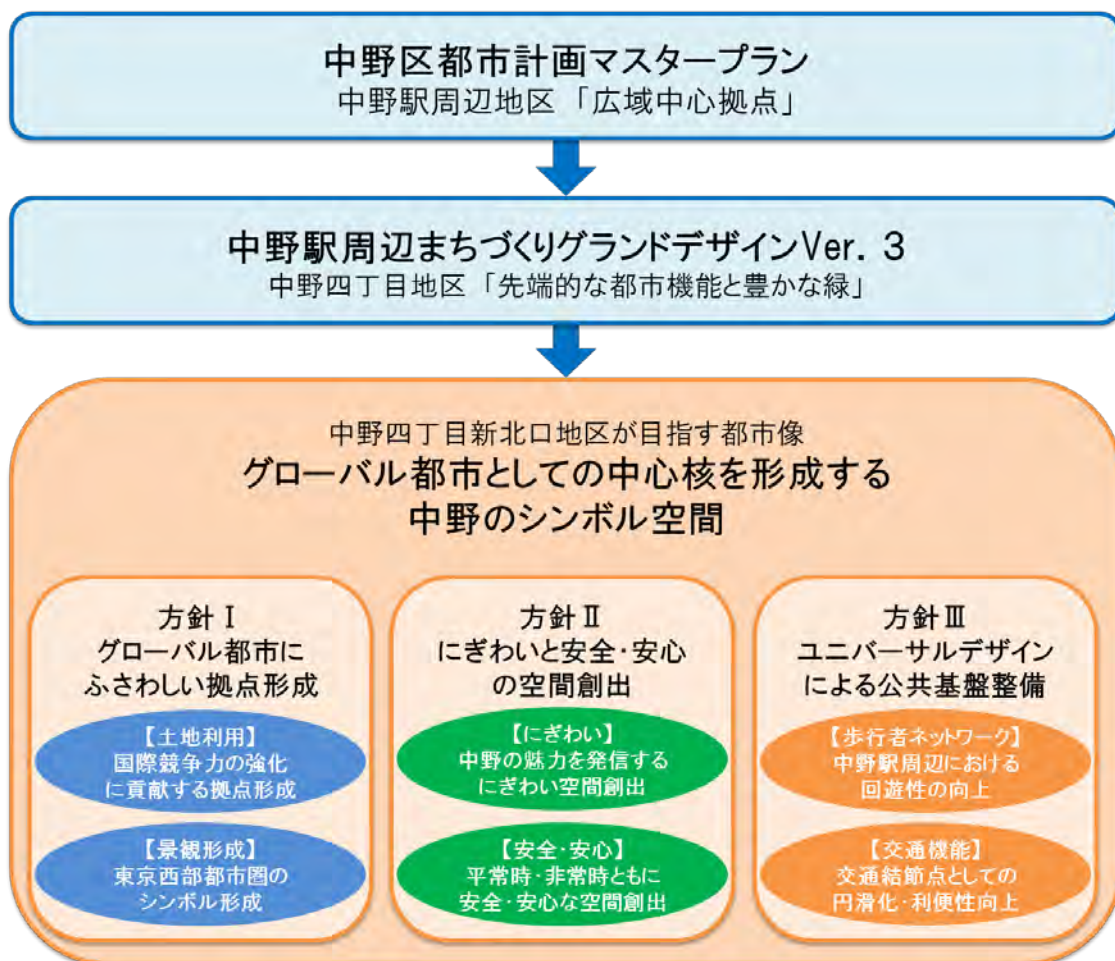 中野区都市計画マスタープラン
中野駅周辺地区 「広域中心拠点」
中野駅周辺まちづくりグランドデザインVer. 3
中野四丁目地区 「先端的な都市機能と豊かな緑」
中野四丁目新北口地区が目指す都市像
グローバル都市としての中心核を形成する
中野のシンボル空間
方針Ⅰ
グローバル都市に
ふさわしい拠点形成
【土地利用】
国際競争力の強化
に貢献する拠点形成
【景観形成】
東京西部都市圏の
シンボル形成
方針Ⅱ
にぎわいと安全・安心
の空間創出
【にぎわい】
中野の魅力を発信する
にぎわい空間創出
【安全・安心】
平常時・非常時ともに
安全・安心な空間創出
方針Ⅲ
ユニバーサルデザイン
による公共基盤整備
【歩行者ネットワーク】
中野駅周辺における
回遊性の向上
【交通機能】
交通結節点としての
円滑化・利便性向上